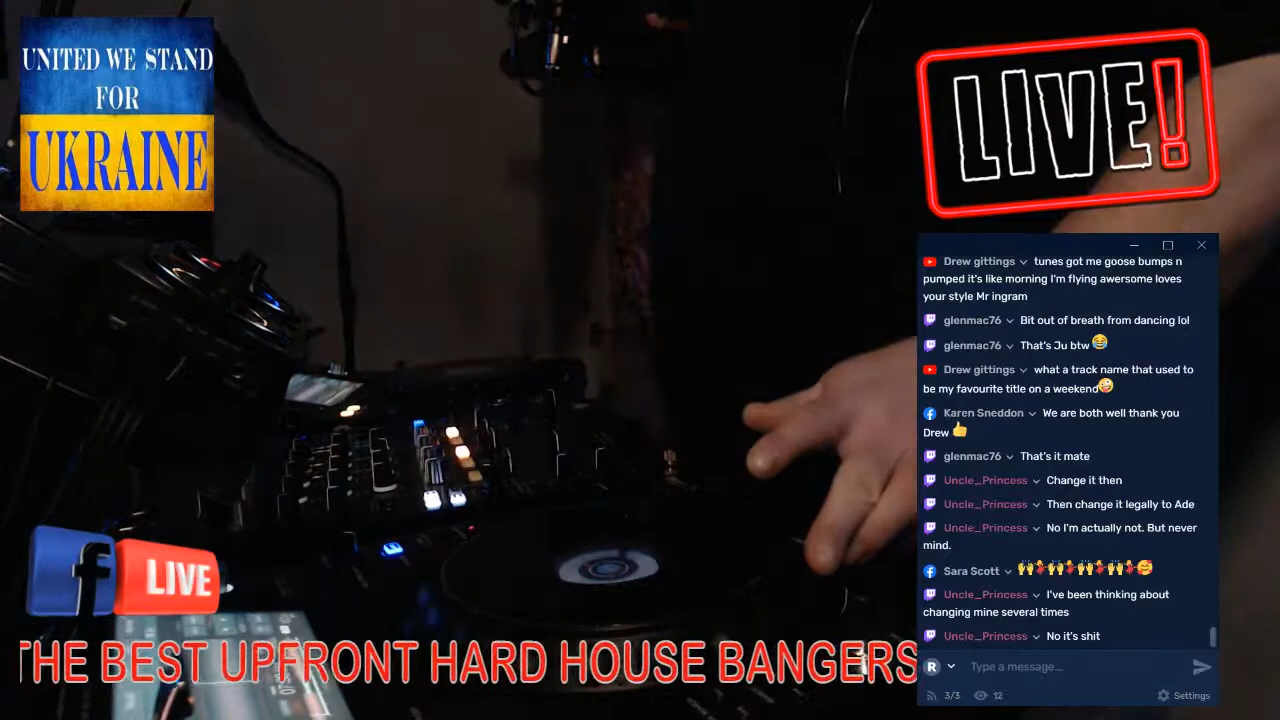 UNITED WE STAND
FOR
UKRAINE
LIVE!
Drew gittings tunes got me goose bumps n
pumped it's like morning I'm flying awersome loves
your style Mr ingram
glenmac76 Bit out of breath from dancing lol
glenmac76 That's Ju btw 😂
Drew gittings what a track name that used to
be my favourite title on a weekend🤪
Karen Sneddon We are both well thank you
Drew 👍
glenmac76 That's it mate
Uncle_Princess Change it then
Uncle_Princess Then change it legally to Ade
Uncle_Princess No I'm actually not. But never
mind.
Sara Scott 🙌💃🙌💃🙌💃🙌💃🥰
Uncle_Princess I've been thinking about
changing mine several times
Uncle_Princess No it's shit
R Type a message...
3/3 12 Settings
f LIVE
THE BEST UPFRONT HARD HOUSE BANGERS